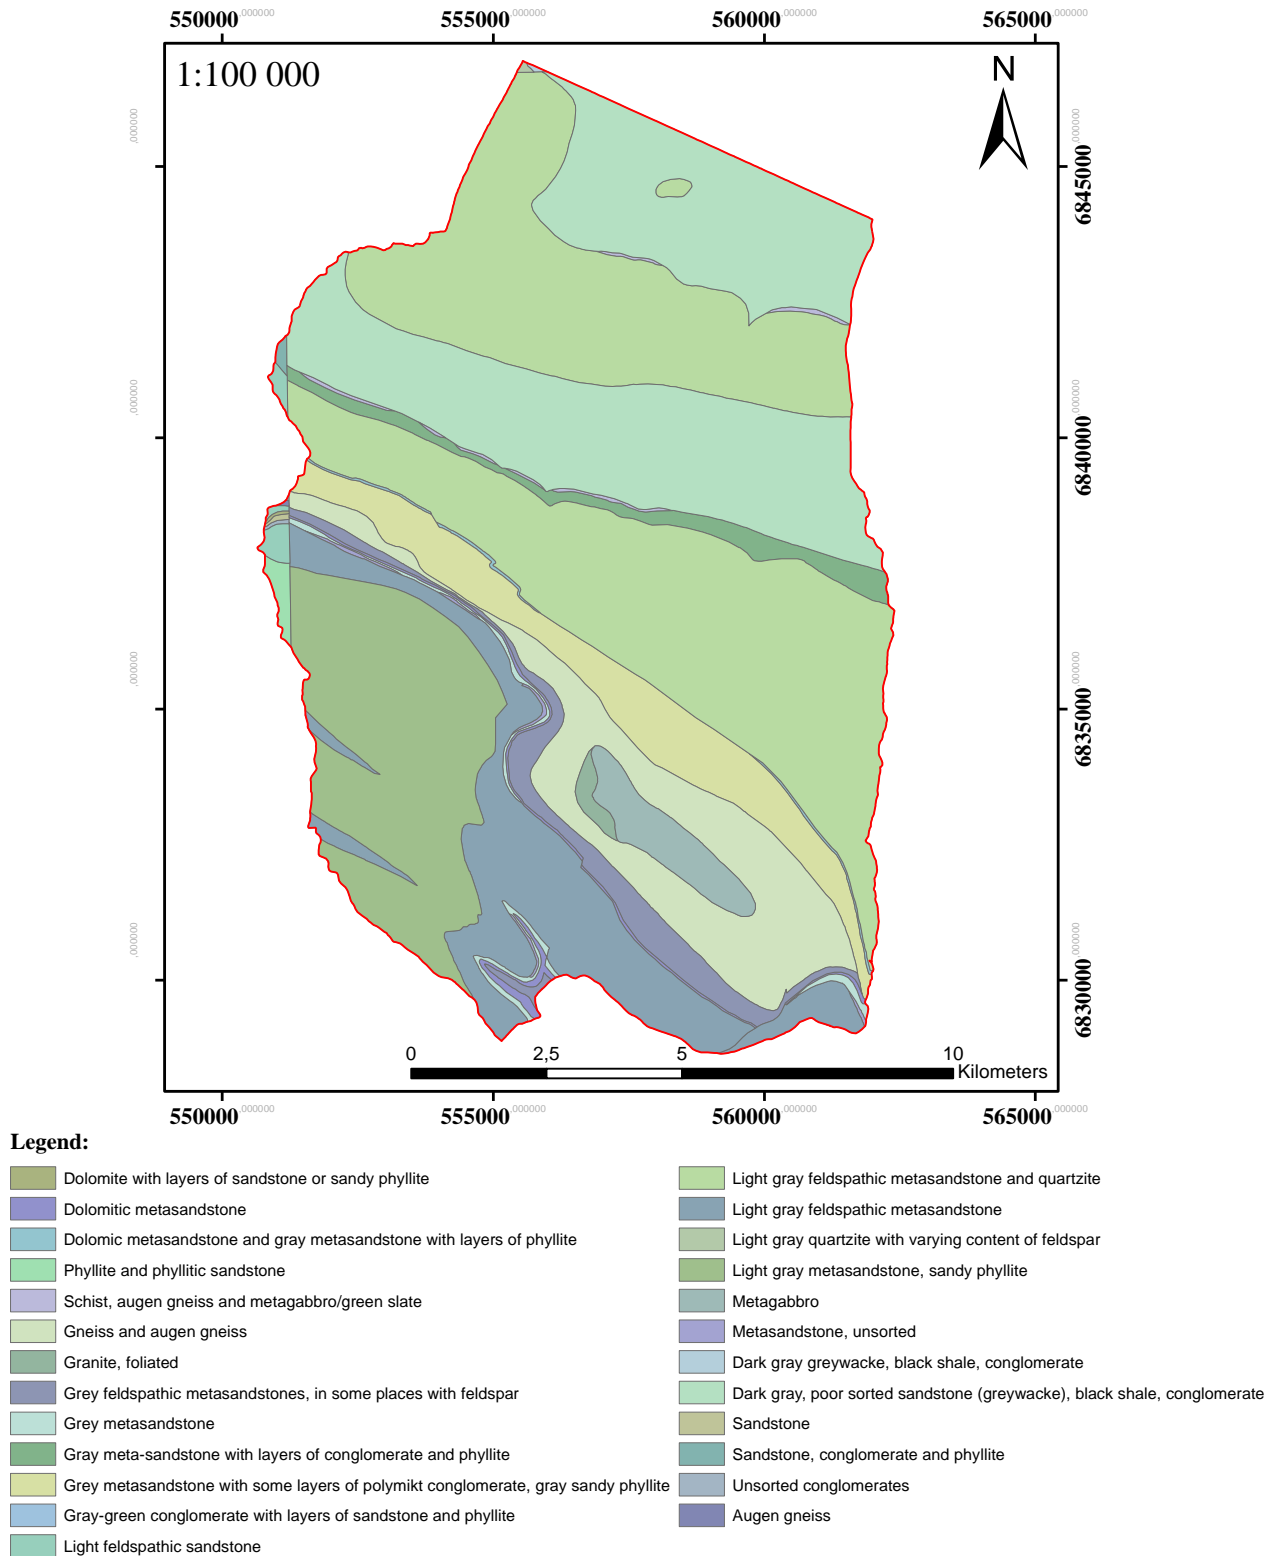 550000,000000 555000,000000 560000,000000 565000,000000
1:100 000
N
,000000
6845000,000000
,000000
6840000,000000
,000000
6835000,000000
,000000
6830000,000000
0 2,5 5 10
Kilometers
550000,000000 555000,000000 560000,000000 565000,000000
Legend:
Dolomite with layers of sandstone or sandy phyllite
Dolomitic metasandstone
Dolomic metasandstone and gray metasandstone with layers of phyllite
Phyllite and phyllitic sandstone
Schist, augen gneiss and metagabbro/green slate
Gneiss and augen gneiss
Granite, foliated
Grey feldspathic metasandstones, in some places with feldspar
Grey metasandstone
Gray meta-sandstone with layers of conglomerate and phyllite
Grey metasandstone with some layers of polymikt conglomerate, gray sandy phyllite
Gray-green conglomerate with layers of sandstone and phyllite
Light feldspathic sandstone
Light gray feldspathic metasandstone and quartzite
Light gray feldspathic metasandstone
Light gray quartzite with varying content of feldspar
Light gray metasandstone, sandy phyllite
Metagabbro
Metasandstone, unsorted
Dark gray greywacke, black shale, conglomerate
Dark gray, poor sorted sandstone (greywacke), black shale, conglomerate
Sandstone
Sandstone, conglomerate and phyllite
Unsorted conglomerates
Augen gneiss